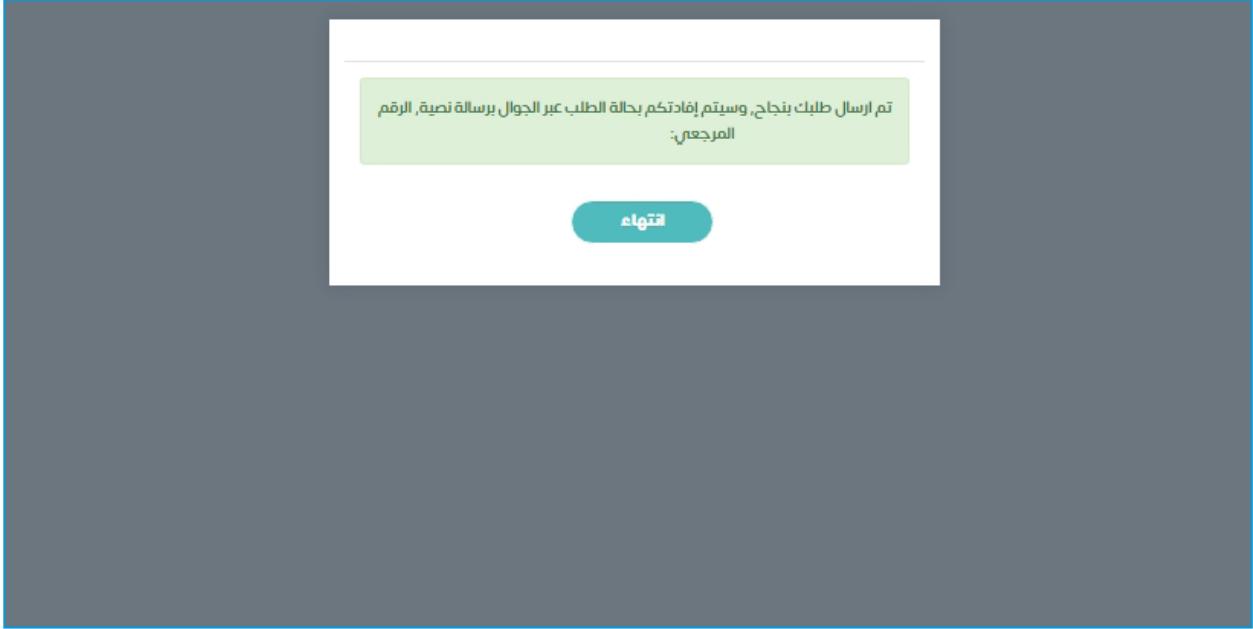 تم ارسال طلبك بنجاح, وسيتم إفادتكم بحالة الطلب عبر الجوال برسالة نصية, الرقم
المرجعي:
انتهاء